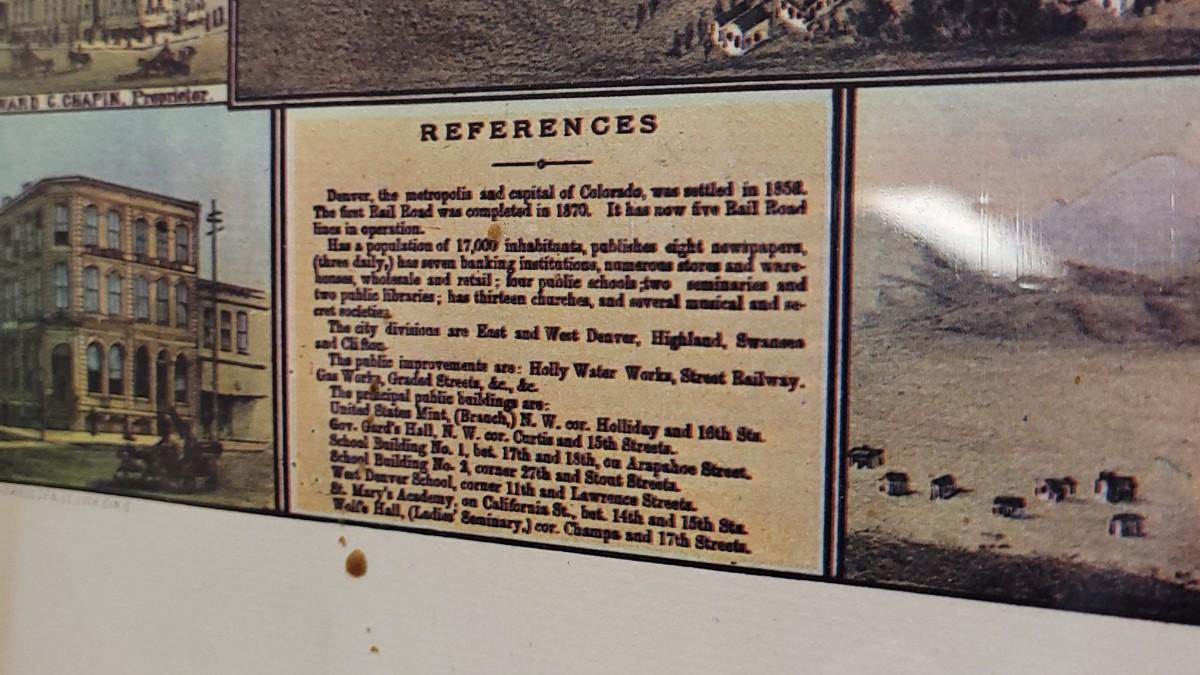 WARD C. CHAPIN, Proprietor.
REFERENCES
Denver, the metropolis and capital of Colorado, was settled in 1858.
The first Rail Road was completed in 1870. It has now five Rail Road
lines in operation.
Has a population of 17,000 inhabitnats, publishes eight newspapers,
(three daily,) has seven banking institutions, numerous stores and ware-
houses, wholesale and retail; four public schools; two seminaries and
two public libraries; has thirteen churches, and several musical and se-
cret societies.
The city divisions are East and West Denver, Highland, Swansea
and Clifton.
The public improvements are: Holly Water Works, Street Railway.
Gas Works, Graded Streets, &c., &c.
The principal public buildings are:
United States Mint, (Branch,) N. W. cor. Holliday and 16th Sts.
Gov. Guard's Hall, N. W. cor. Curtis and 15th Streets.
School Building No. 1, bet. 17th and 18th, on Arapahoe Street.
School Building No. 2, corner 27th and Stout Streets.
West Denver School, corner 11th and Lawrence Streets.
St. Mary's Academy; on California St., bet. 14th and 15th Sts.
Wolf's Hall, (Ladies' Seminary,) cor. Champa and 17th Streets.